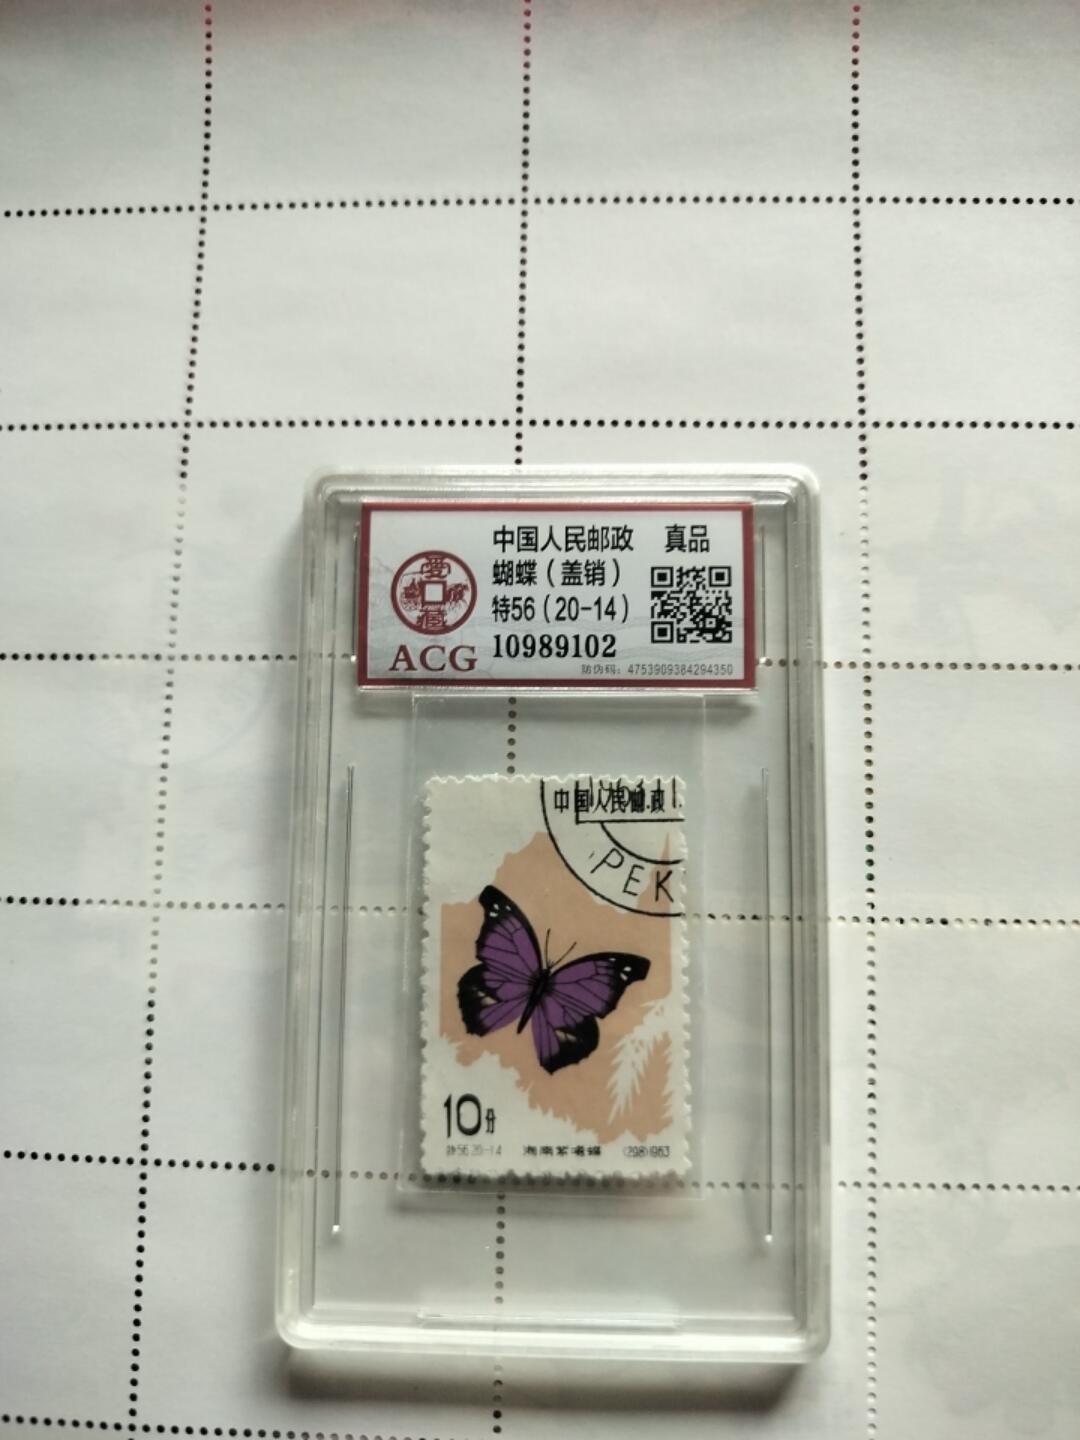 愛藏
ACG
中国人民邮政 真品
蝴蝶（盖销）
特56（20-14）
10989102
防伪码：4753909384294350
中国人民邮政
PEK
10分
特56.20-14 海南紫斑蝶 (298)1963